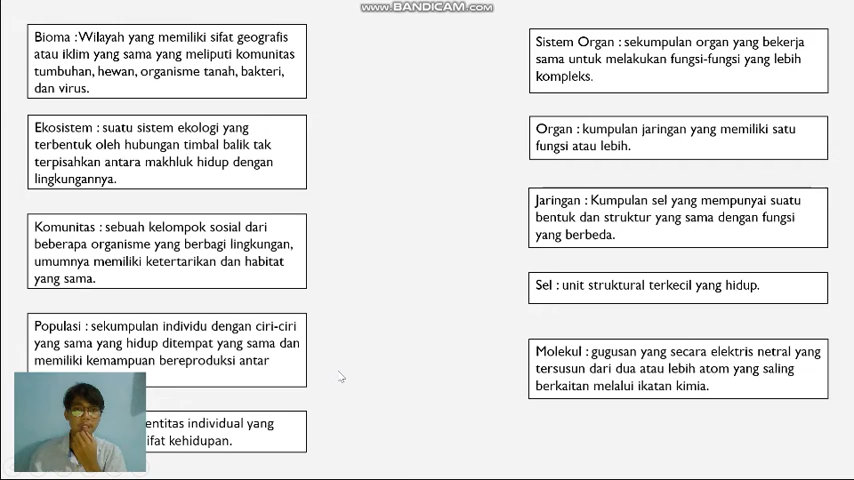 www.BANDICAM.com
Bioma : Wilayah yang memiliki sifat geografis
atau iklim yang sama yang meliputi komunitas
tumbuhan, hewan, organisme tanah, bakteri,
dan virus.
Ekosistem : suatu sistem ekologi yang
terbentuk oleh hubungan timbal balik tak
terpisahkan antara makhluk hidup dengan
lingkungannya.
Komunitas : sebuah kelompok sosial dari
beberapa organisme yang berbagi lingkungan,
umumnya memiliki ketertarikan dan habitat
yang sama.
Populasi : sekumpulan individu dengan ciri-ciri
yang sama yang hidup ditempat yang sama dan
memiliki kemampuan bereproduksi antar
entitas individual yang
ifat kehidupan.
Sistem Organ : sekumpulan organ yang bekerja
sama untuk melakukan fungsi-fungsi yang lebih
kompleks.
Organ : kumpulan jaringan yang memiliki satu
fungsi atau lebih.
Jaringan : Kumpulan sel yang mempunyai suatu
bentuk dan struktur yang sama dengan fungsi
yang berbeda.
Sel : unit struktural terkecil yang hidup.
Molekul : gugusan yang secara elektris netral yang
tersusun dari dua atau lebih atom yang saling
berkaitan melalui ikatan kimia.